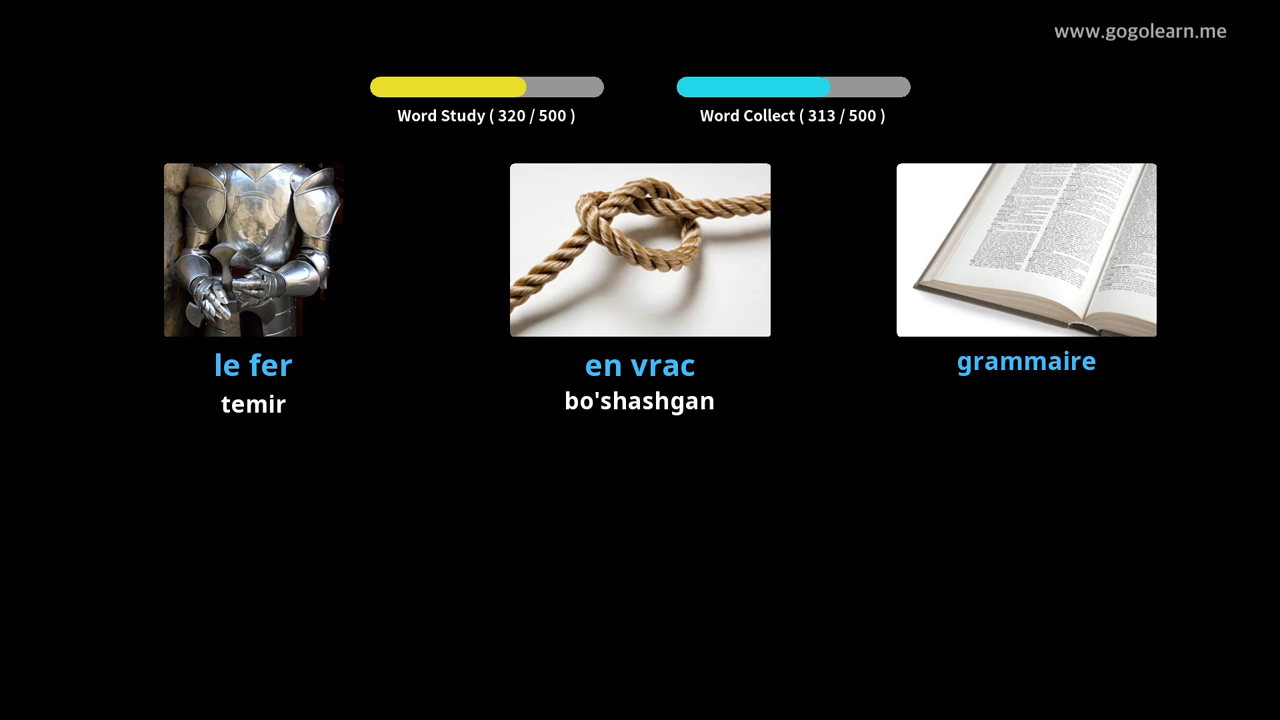 www.gogolearn.me
Word Study ( 320 / 500 )
Word Collect ( 313 / 500 )
le fer
temir
en vrac
bo'shashgan
grammaire